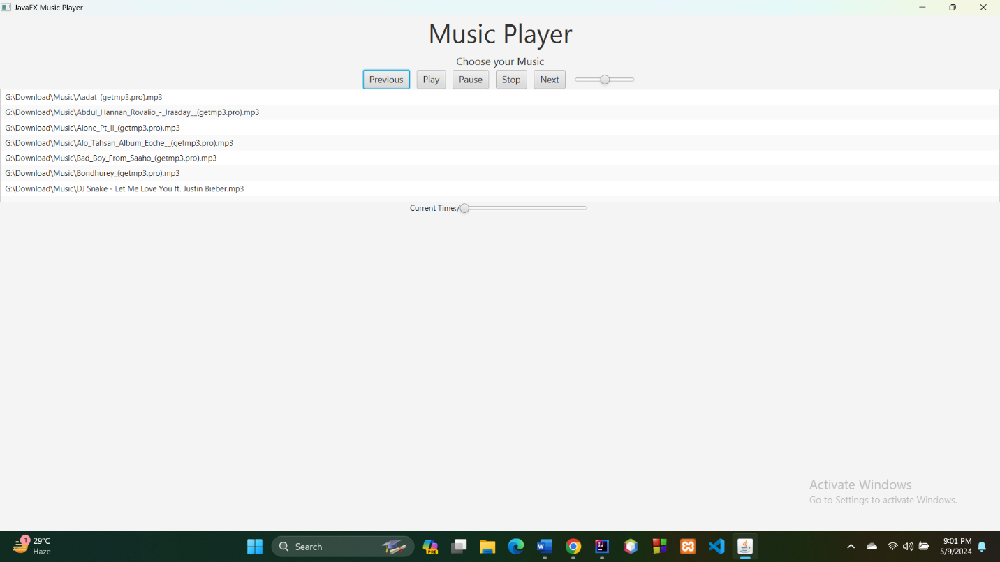 JavaFX Music Player
Music Player
Choose your Music
Previous Play Pause Stop Next
G:\Download\Music\Aadat_(getmp3.pro).mp3
G:\Download\Music\Abdul_Hannan_Rovalio_-_Iraaday__(getmp3.pro).mp3
G:\Download\Music\Alone_Pt_II_(getmp3.pro).mp3
G:\Download\Music\Alo_Tahsan_Album_Ecche__(getmp3.pro).mp3
G:\Download\Music\Bad_Boy_From_Saaho_(getmp3.pro).mp3
G:\Download\Music\Bondhurey_(getmp3.pro).mp3
G:\Download\Music\DJ Snake - Let Me Love You ft. Justin Bieber.mp3
Current Time:/
Activate Windows
Go to Settings to activate Windows.
1 29°C
Haze
Search
PRE
W
IJ
9:01 PM
5/9/2024